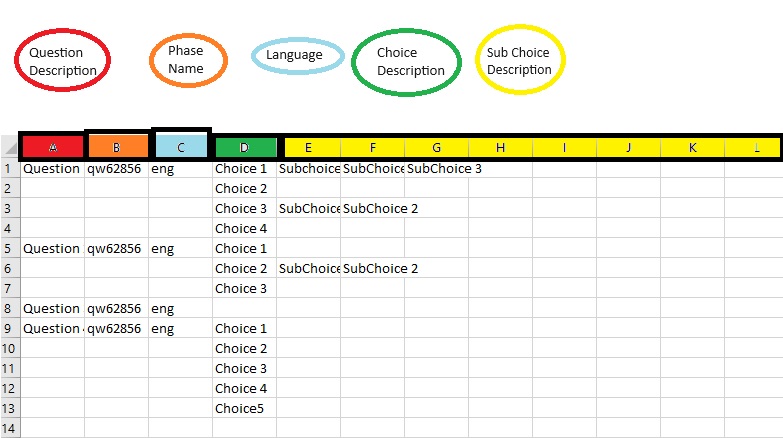 Question
Description
Phase
Name
Language
Choice
Description
Sub Choice
Description
A B C D E F G H I J K L
1 Question qw62856 eng Choice 1 Subchoice SubChoice SubChoice 3
2 Choice 2
3 Choice 3 SubChoice SubChoice 2
4 Choice 4
5 Question qw62856 eng Choice 1
6 Choice 2 SubChoice SubChoice 2
7 Choice 3
8 Question qw62856 eng
9 Question qw62856 eng Choice 1
10 Choice 2
11 Choice 3
12 Choice 4
13 Choice5
14